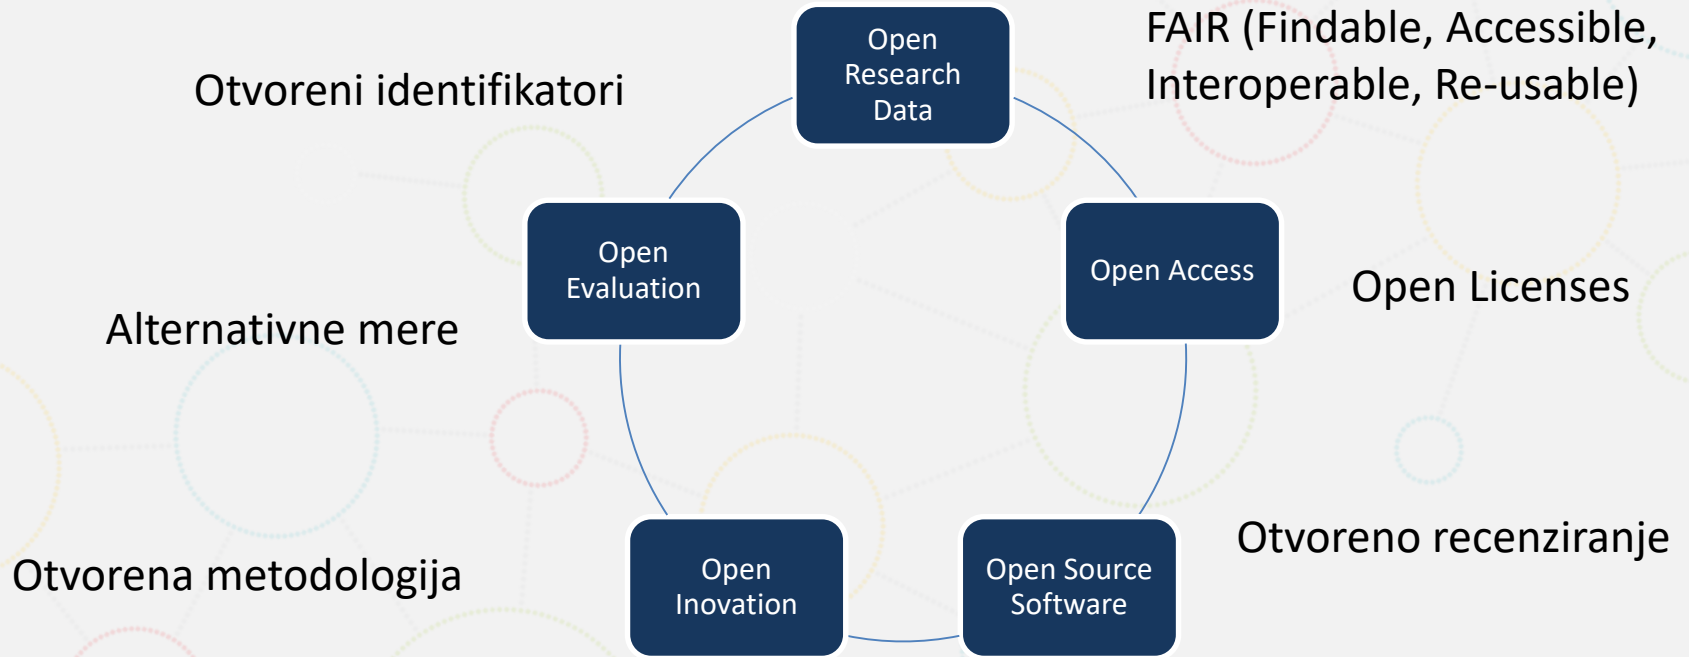 Open
Research
Data
FAIR (Findable, Accessible,
Interoperable, Re-usable)
Otvoreni identifikatori
Open
Evaluation
Open Access
Open Licenses
Alternativne mere
Otvoreno recenziranje
Otvorena metodologija
Open
Inovation
Open Source
Software